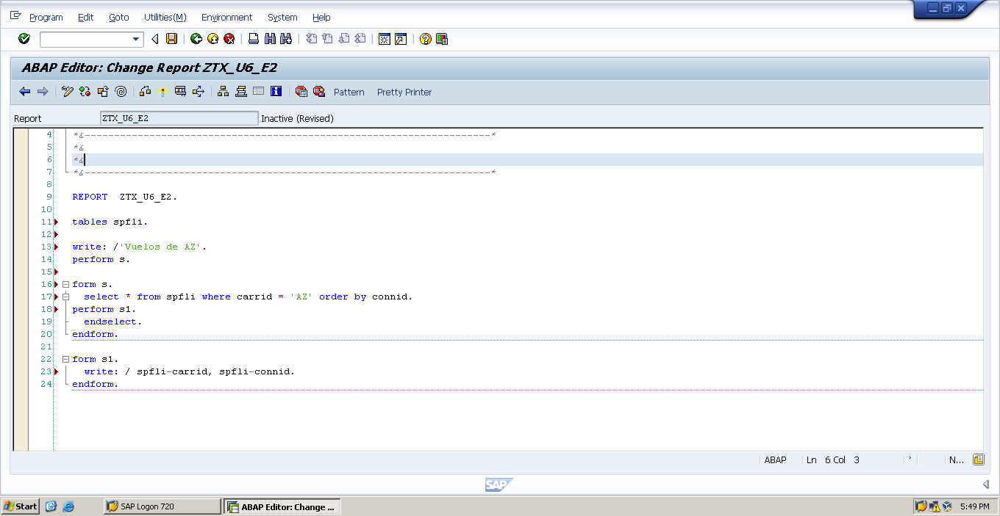 Program Edit Goto Utilities(M) Environment System Help
ABAP Editor: Change Report ZTX_U6_E2
Pattern Pretty Printer
Report ZTX_U6_E2 Inactive (Revised)
4 *&---------------------------------------------------------------------*
5 *&
6 *&
7 *&---------------------------------------------------------------------*
8
9 REPORT  ZTX_U6_E2.
10
11 tables spfli.
12
13 write: /'Vuelos de AZ'.
14 perform s.
15
16 form s.
17   select * from spfli where carrid = 'AZ' order by connid.
18 perform s1.
19   endselect.
20 endform.
21
22 form s1.
23   write: / spfli-carrid, spfli-connid.
24 endform.
ABAP Ln 6 Col 3 N...
SAP
Start SAP Logon 720 ABAP Editor: Change ... 5:49 PM